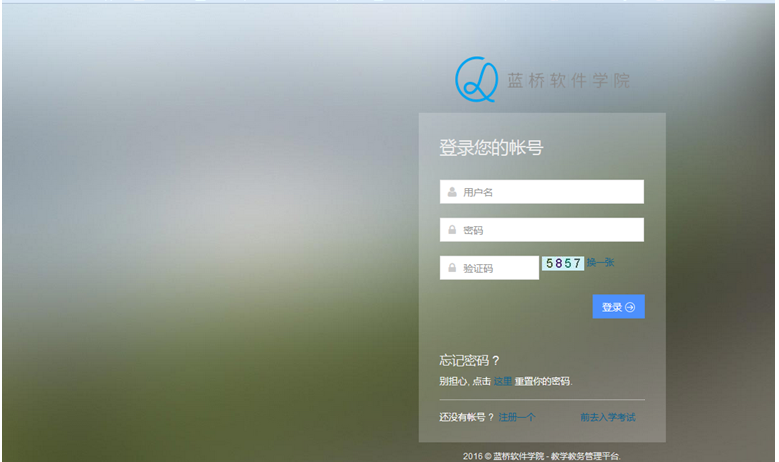 蓝桥软件学院
登录您的帐号
用户名
密码
验证码 5857 换一张
登录
忘记密码？
别担心, 点击 这里 重置你的密码.
还没有帐号？ 注册一个 前去入学考试
2016 © 蓝桥软件学院 - 教学教务管理平台.